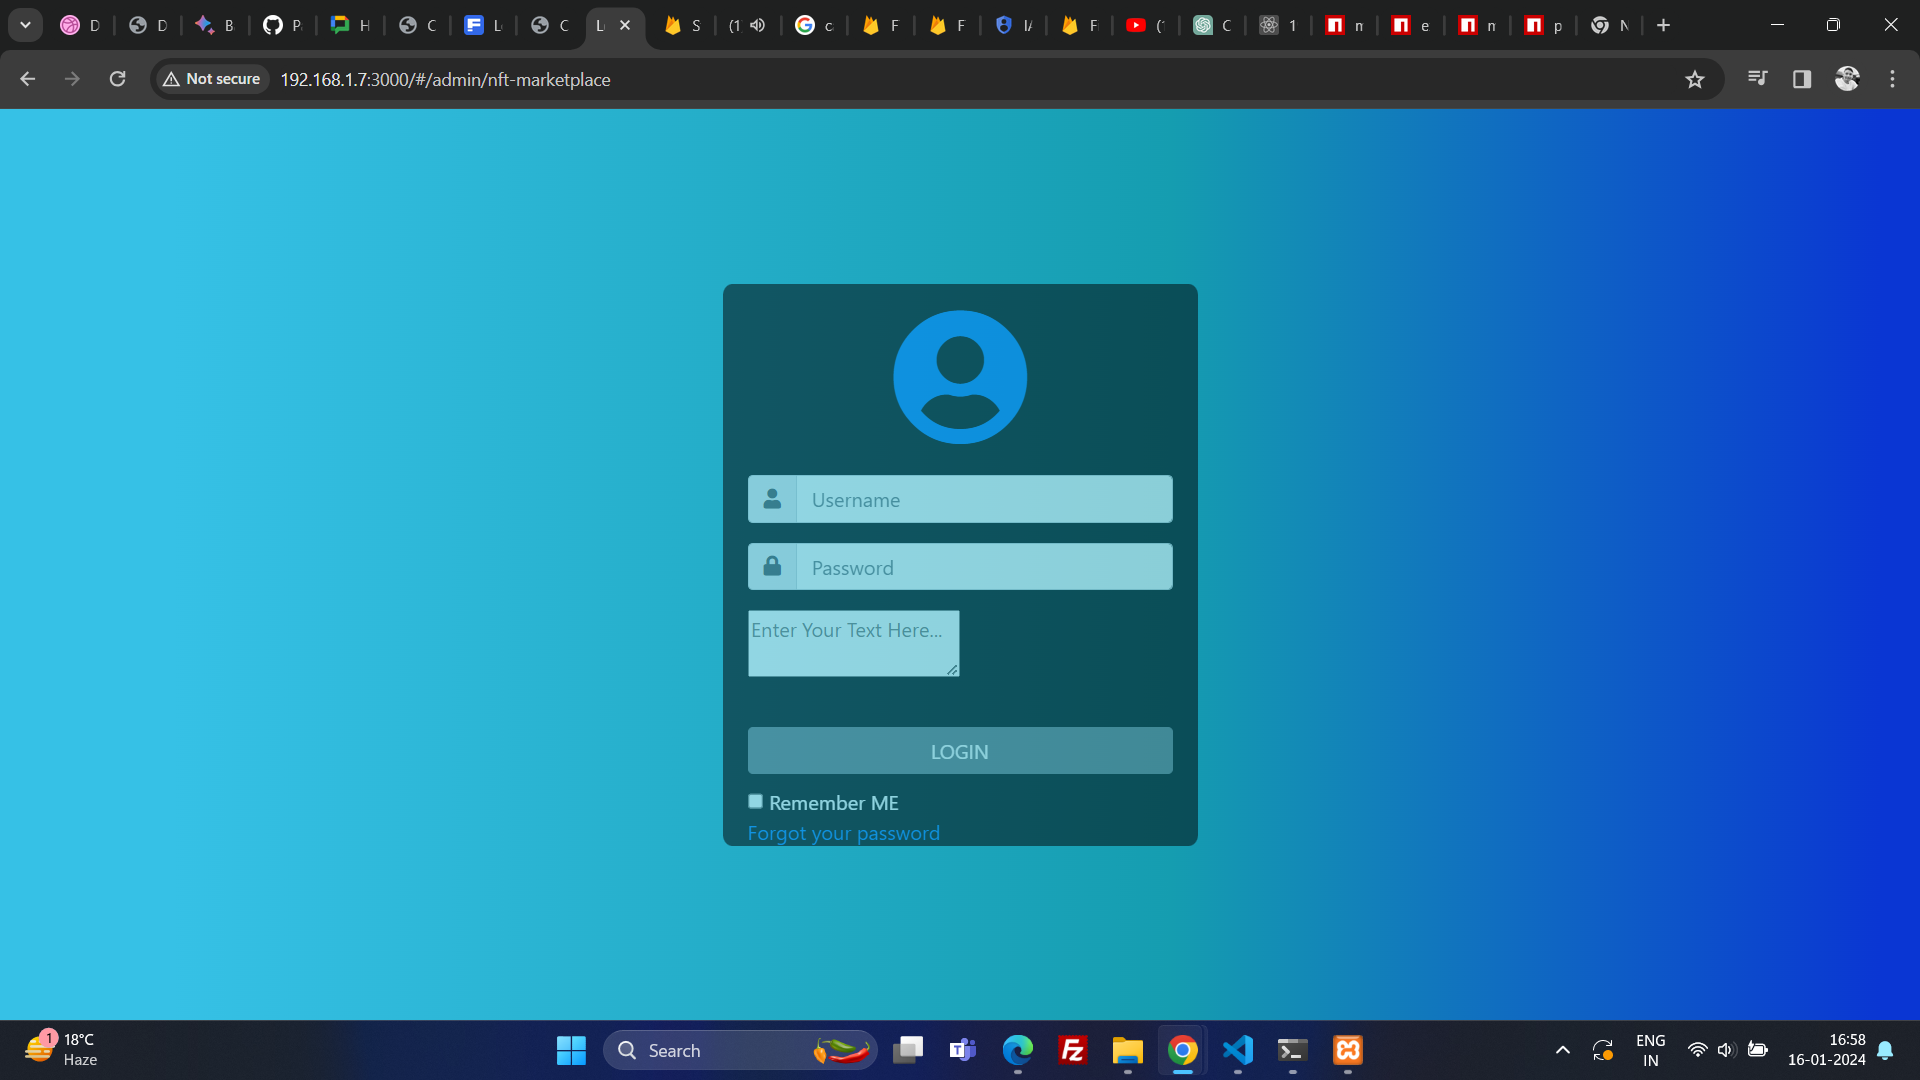 D
D
B
P
H
C
L
C
L
S
(1
F
F
F
(
C
1
n
e
n
p
N
Not secure
192.168.1.7:3000/#/admin/nft-marketplace
Username
Password
Enter Your Text Here...
LOGIN
Remember ME
Forgot your password
1
18°C
Haze
Search
ENG
IN
16:58
16-01-2024